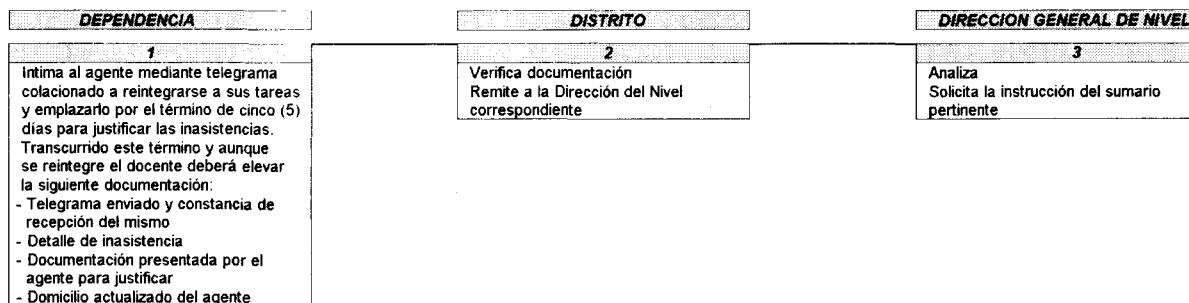 DEPENDENCIA
1
Intima al agente mediante telegrama
colacionado a reintegrarse a sus tareas
y emplazarlo por el término de cinco (5)
días para justificar las inasistencias.
Transcurrido este término y aunque
se reintegre el docente deberá elevar
la siguiente documentación:
- Telegrama enviado y constancia de
recepción del mismo
- Detalle de inasistencia
- Documentación presentada por el
agente para justificar
- Domicilio actualizado del agente
DISTRITO
2
Verifica documentación
Remite a la Dirección del Nivel
correspondiente
DIRECCION GENERAL DE NIVEL
3
Analiza
Solicita la instrucción del sumario
pertinente